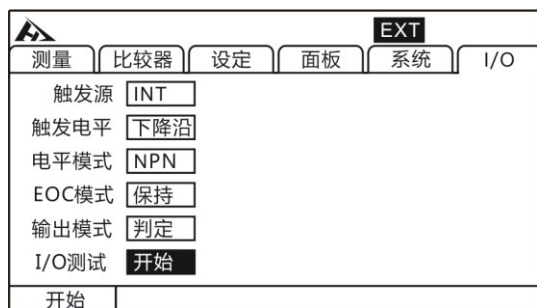 EXT
测量 比较器 设定 面板 系统 I/O
触发源 INT
触发电平 下降沿
电平模式 NPN
EOC模式 保持
输出模式 判定
I/O测试 开始
开始